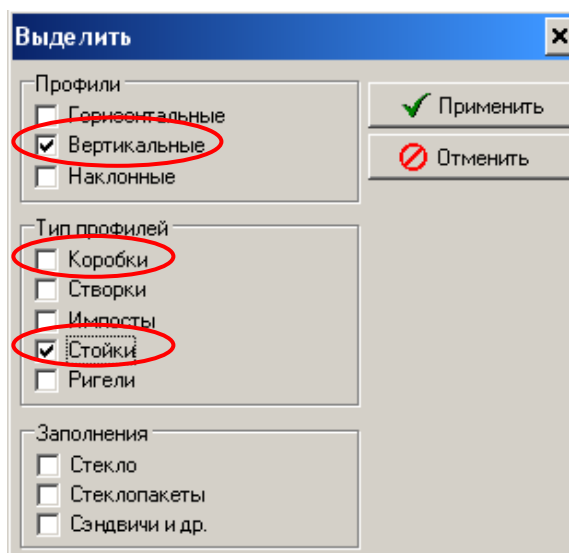 Выделить
Профили
Горизонтальные
Вертикальные
Наклонные
Применить
Отменить
Тип профилей
Коробки
Створки
Импосты
Стойки
Ригели
Заполнения
Стекло
Стеклопакеты
Сэндвичи и др.